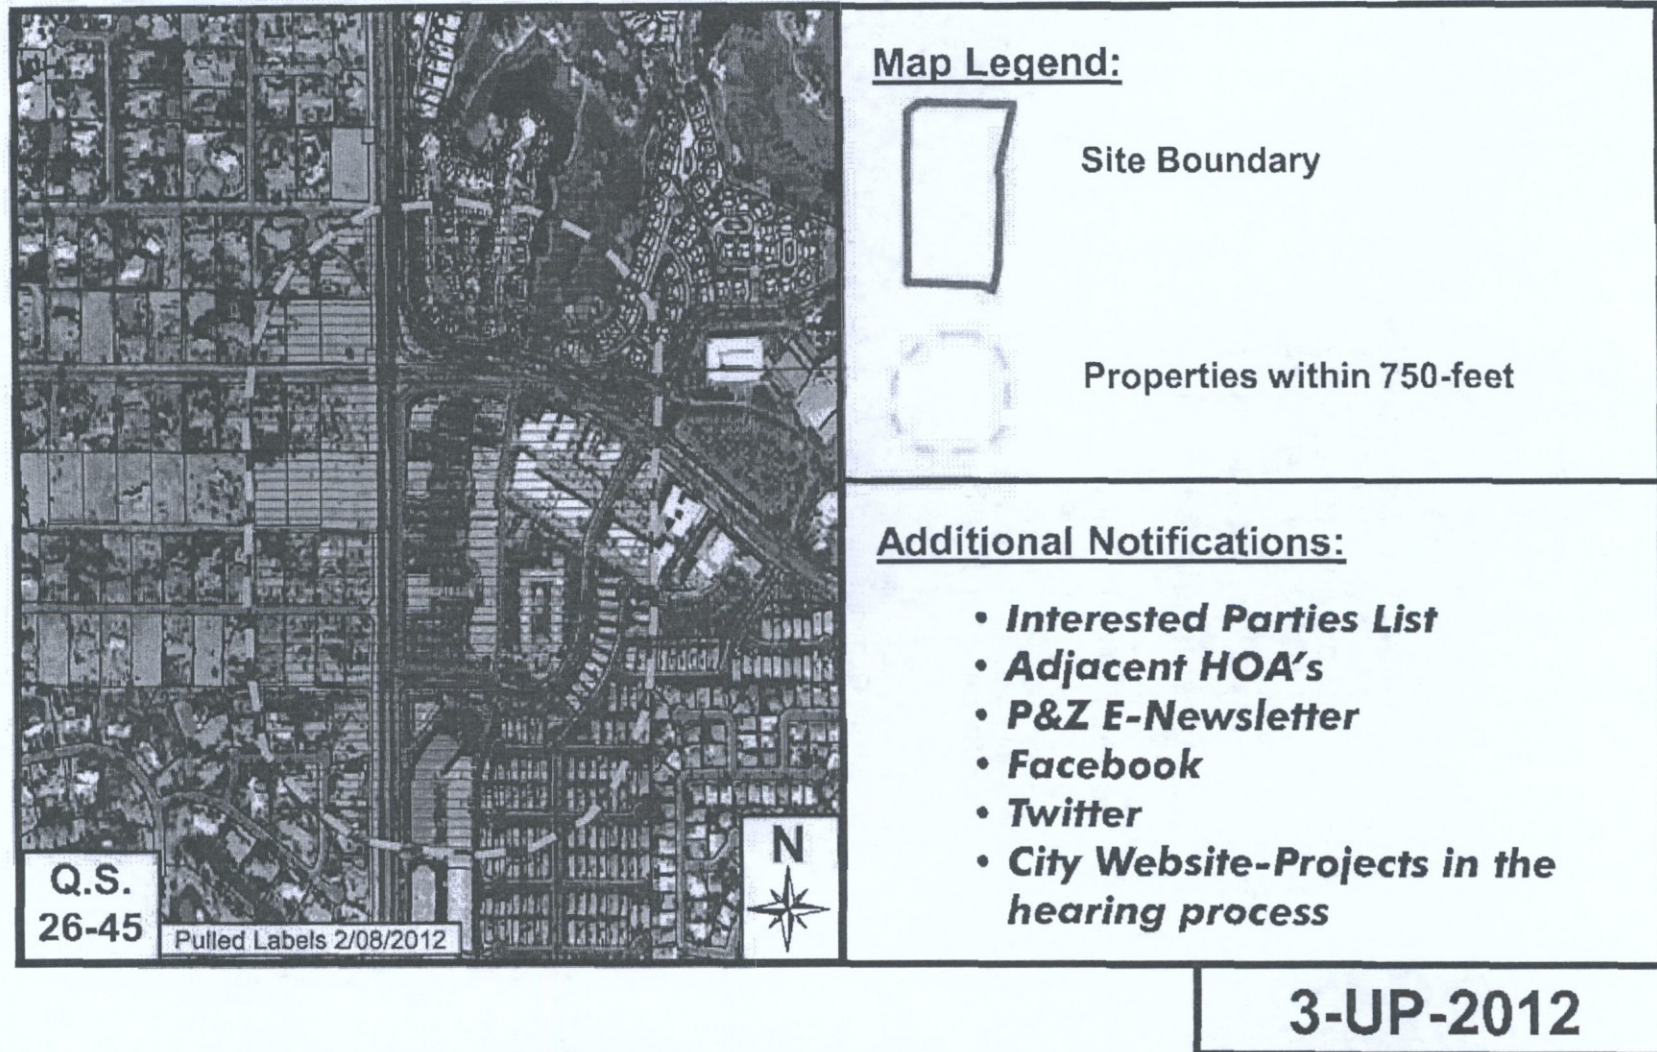 Map Legend:
Site Boundary
Properties within 750-feet
Additional Notifications:
• Interested Parties List
• Adjacent HOA's
• P&Z E-Newsletter
• Facebook
• Twitter
• City Website-Projects in the
hearing process
Q.S.
26-45
Pulled Labels 2/08/2012
N
3-UP-2012